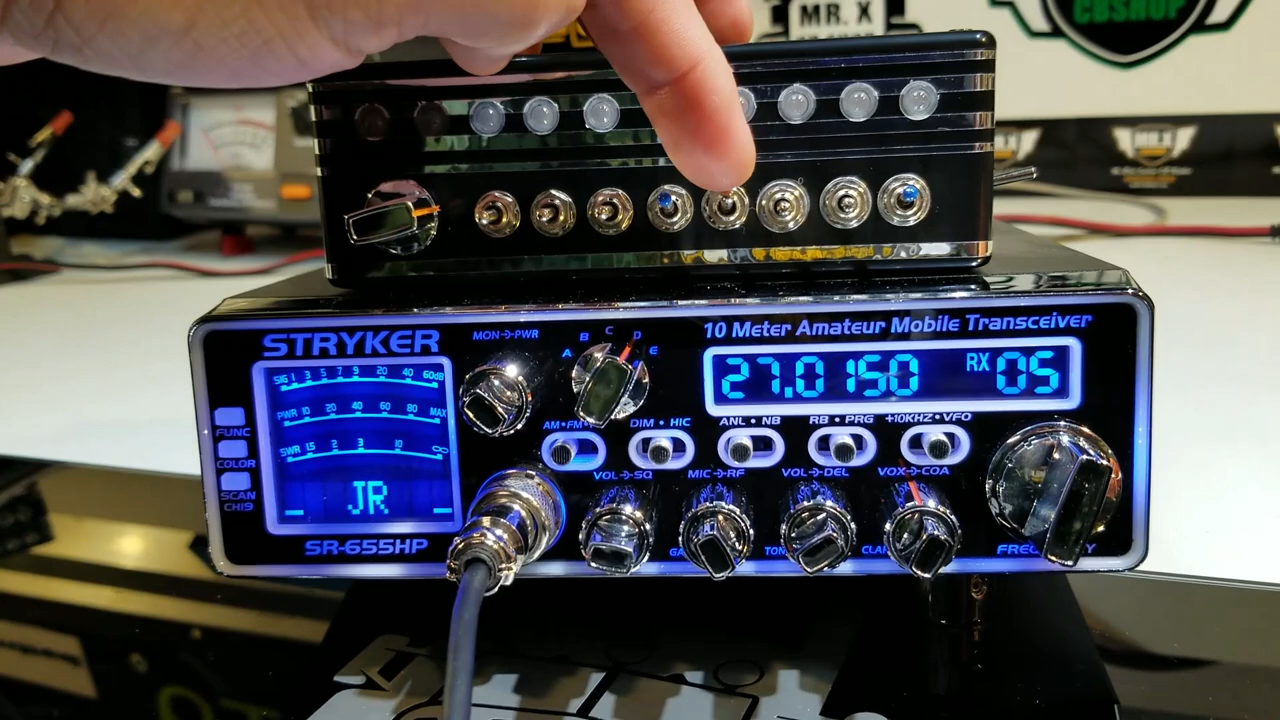 MR. X
CBSHOP
MR.X
STRYKER
MON->PWR
A B C D E
10 Meter Amateur Mobile Transceiver
27.0150 RX 05
SIG 1 3 5 7 9 20 40 60dB
PWR 10 20 40 60 80 MAX
SWR 1.5 2 3 10 ∞
JR
FUNC
COLOR
SCAN
CH19
AM•FM
DIM • HIC
ANL • NB
RB • PRG
+10KHZ • VFO
VOL->SQ
MIC->RF
VOL->DEL
VOX->COA
SR-655HP